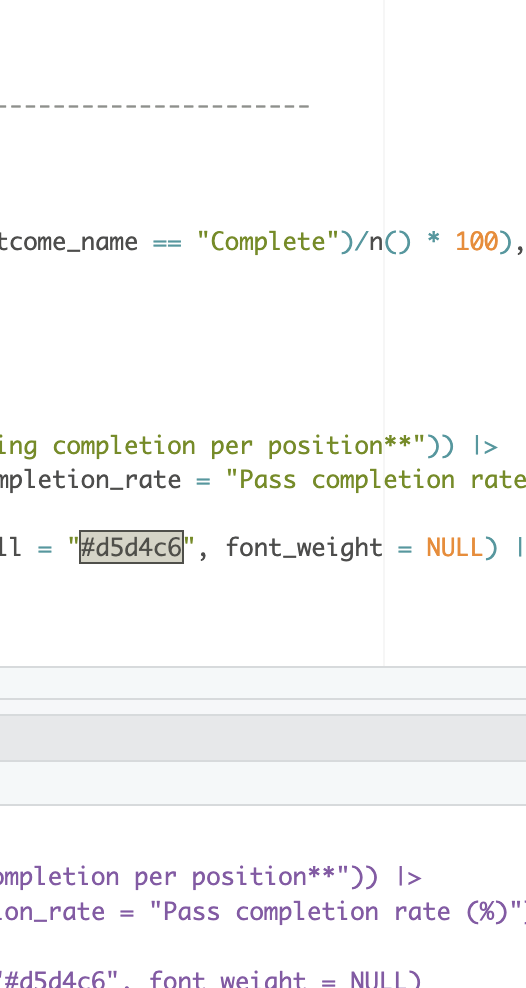 ----------------------
tcome_name == "Complete")/n() * 100),
ing completion per position**")) |>
mpletion_rate = "Pass completion rate
ll = "#d5d4c6", font_weight = NULL) |
ompletion per position**")) |>
ion_rate = "Pass completion rate (%)")
"#d5d4c6", font_weight = NULL)